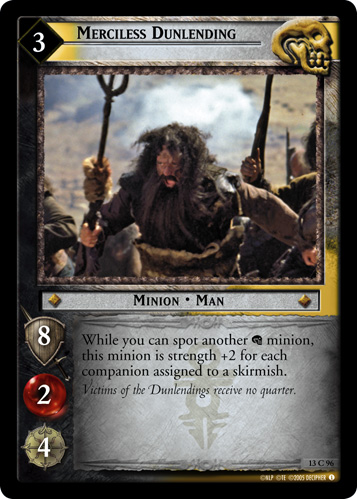 3
Merciless Dunlending
Minion • Man
8
While you can spot another minion,
this minion is strength +2 for each
companion assigned to a skirmish.
Victims of the Dunlendings receive no quarter.
2
4
13 C 96
©NLP ©TE ©2005 DECIPHER 1